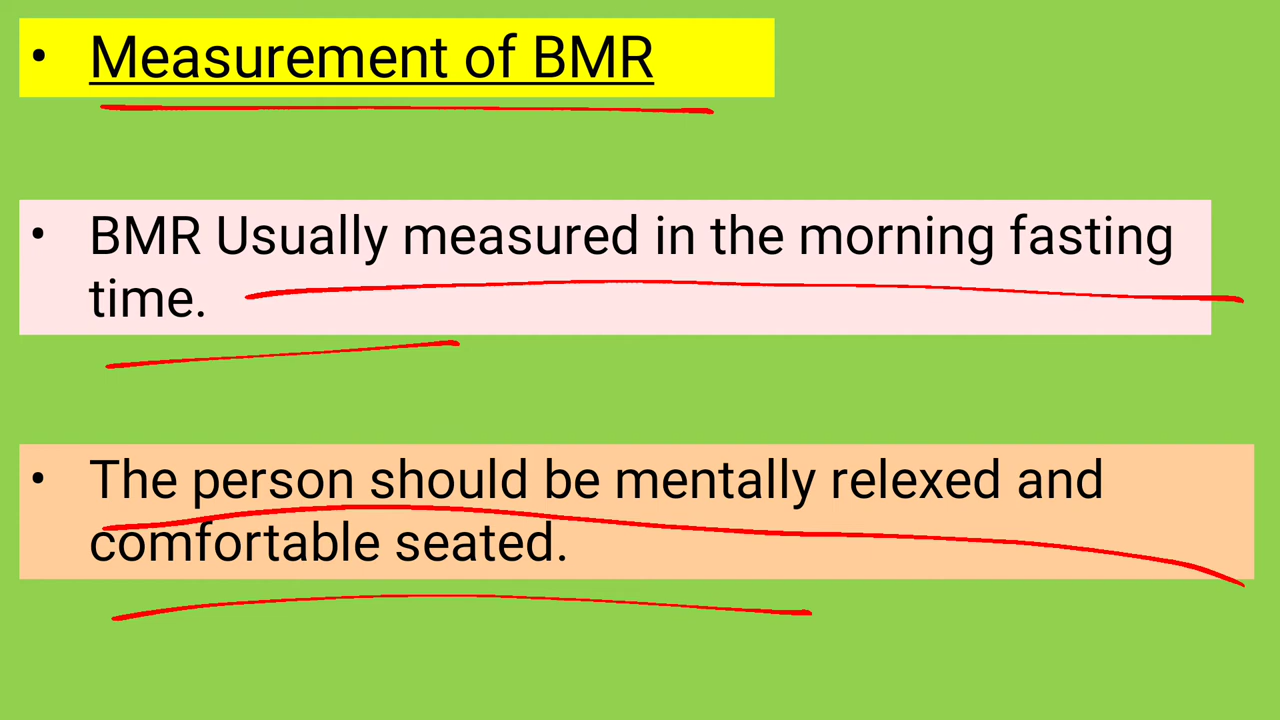 • Measurement of BMR
• BMR Usually measured in the morning fasting
time.
• The person should be mentally relexed and
comfortable seated.